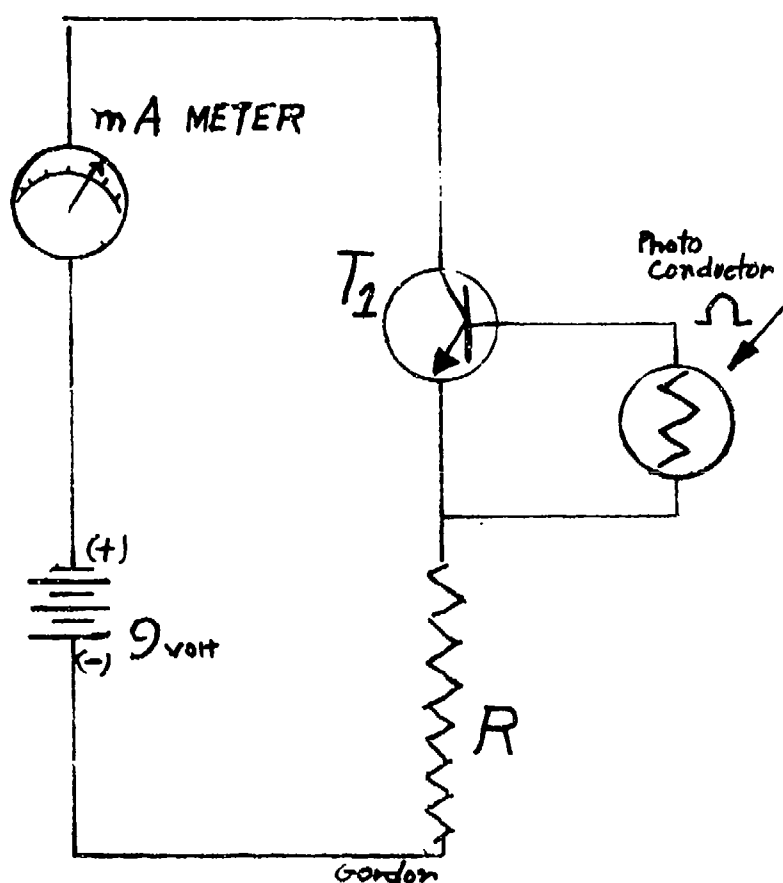 mA METER
T1
Photo
conductor
(+)
9 volt
(-)
R
Gordon